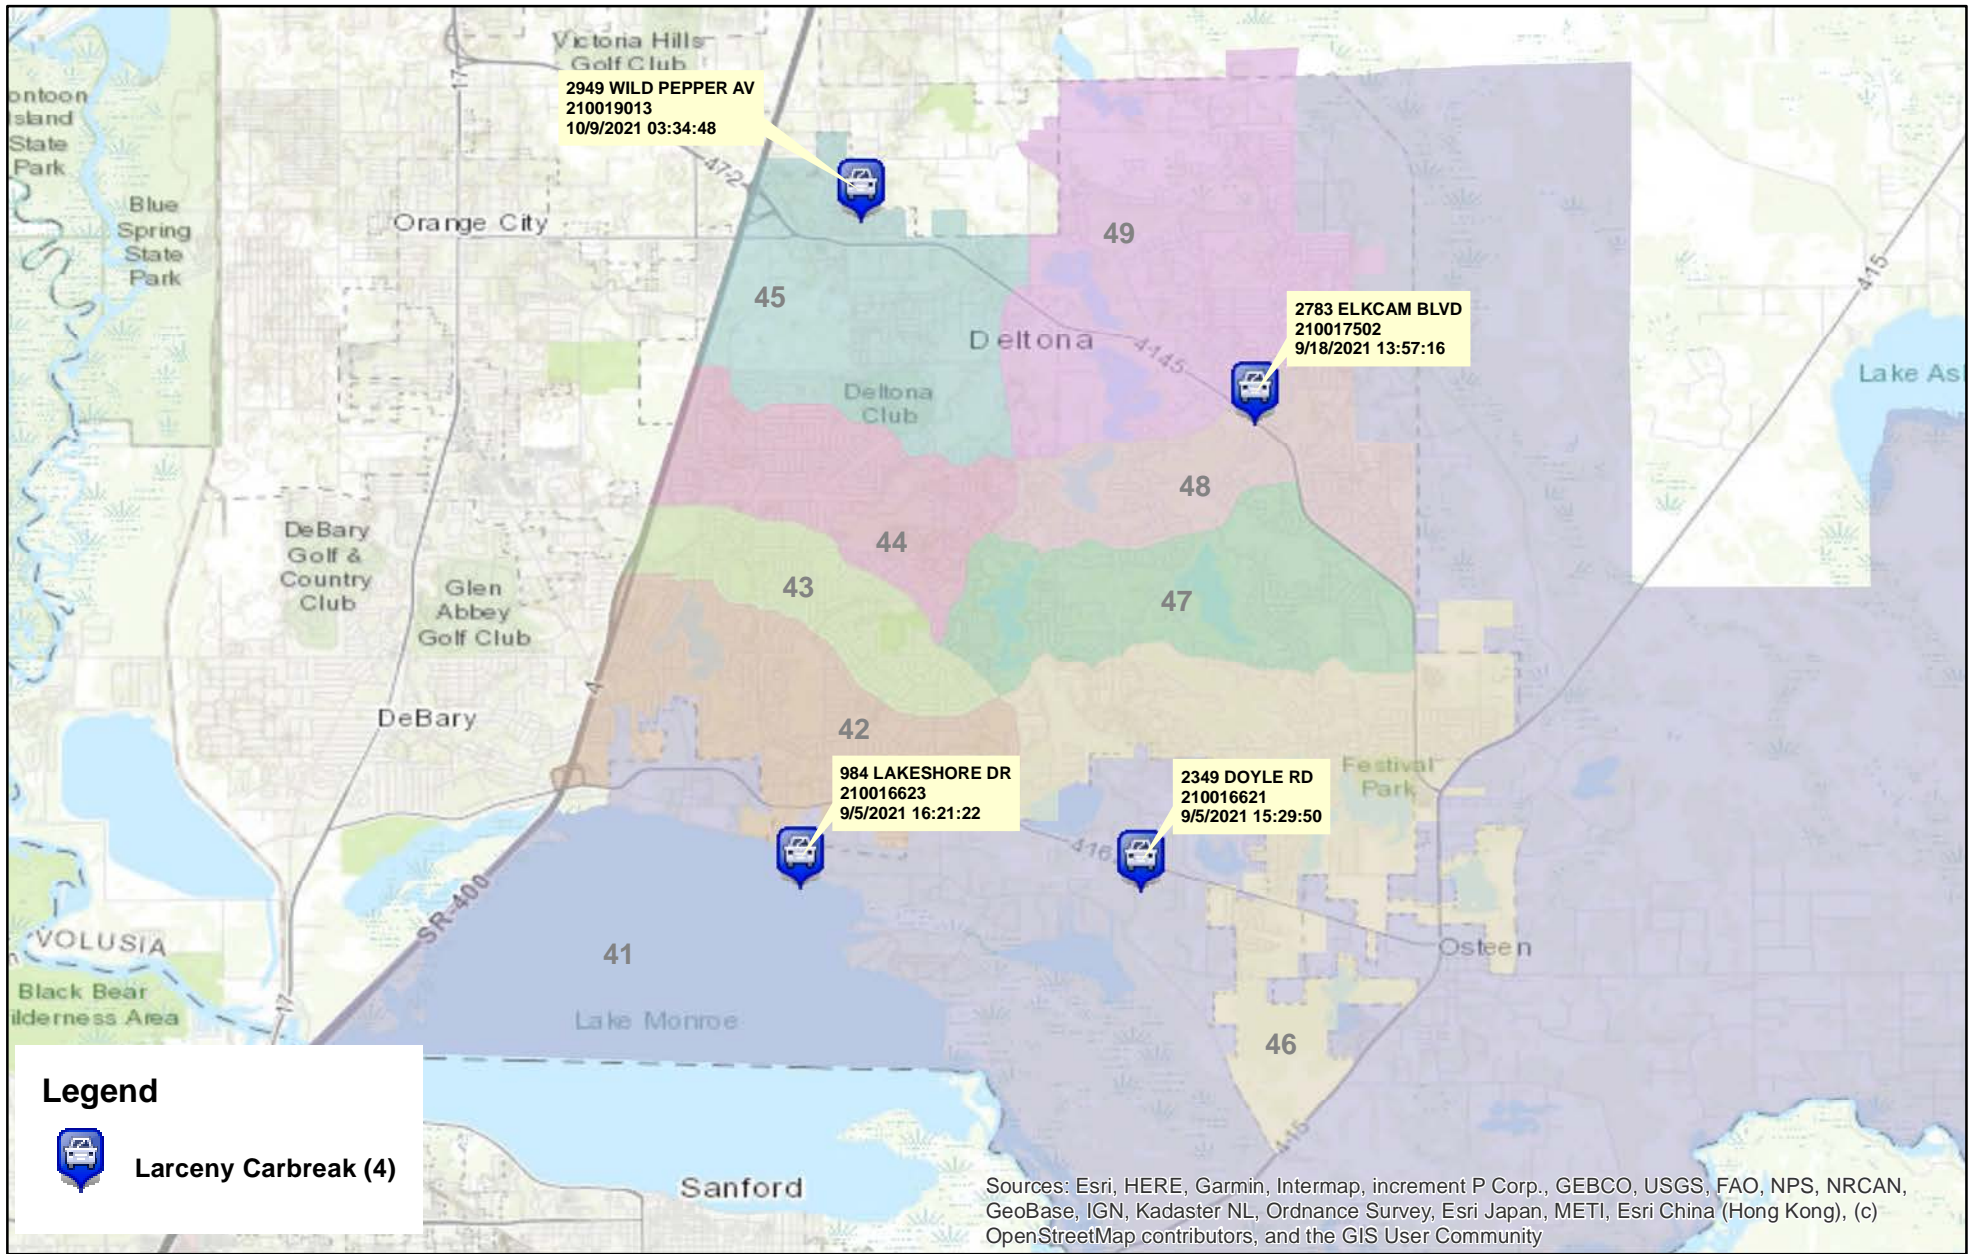 Victoria Hills
Golf Club
2949 WILD PEPPER AV
210019013
10/9/2021 03:34:48
17
472
Island
State
Park
Blue
Spring
State
Park
Orange City
49
45
415
2783 ELKCAM BLVD
210017502
9/18/2021 13:57:16
Deltona
4145
Deltona
Club
48
44
DeBary
Golf &
Country
Club
Glen
Abbey
Golf Club
43
47
4
DeBary
42
984 LAKESHORE DR
210016623
9/5/2021 16:21:22
2349 DOYLE RD
210016621
9/5/2021 15:29:50
Festival
Park
416
SR-400
VOLUSIA
41
Osteen
Black Bear
ilderness Area
17
Lake Monroe
46
415
Legend
Larceny Carbreak (4)
Sanford
Sources: Esri, HERE, Garmin, Intermap, increment P Corp., GEBCO, USGS, FAO, NPS, NRCAN,
GeoBase, IGN, Kadaster NL, Ordnance Survey, Esri Japan, METI, Esri China (Hong Kong), (c)
OpenStreetMap contributors, and the GIS User Community